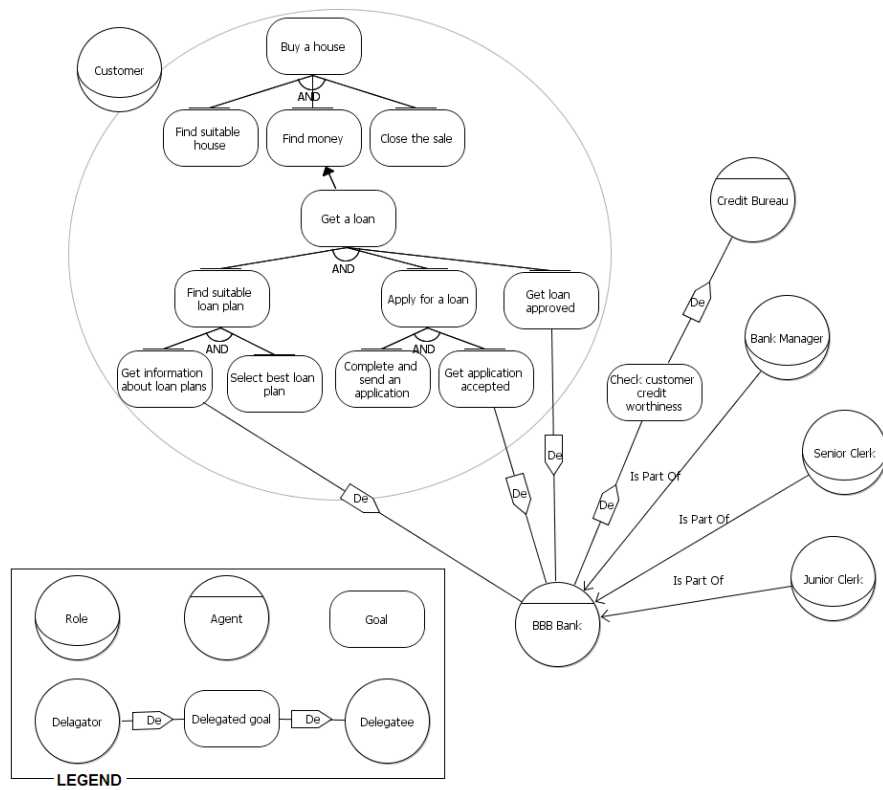 Buy a house
Customer
AND
Find suitable
house
Find money
Close the sale
Credit Bureau
Get a loan
AND
Find suitable
loan plan
Apply for a loan
Get loan
approved
De
Bank Manager
AND
AND
Get information
about loan plans
Select best loan
plan
Complete and
send an
application
Get application
accepted
Check customer
credit
worthiness
Senior Clerk
De
Is Part Of
De
De
De
Is Part Of
Is Part Of
Junior Clerk
BBB Bank
Role
Agent
Goal
Delagator
De
Delegated goal
De
Delegatee
LEGEND